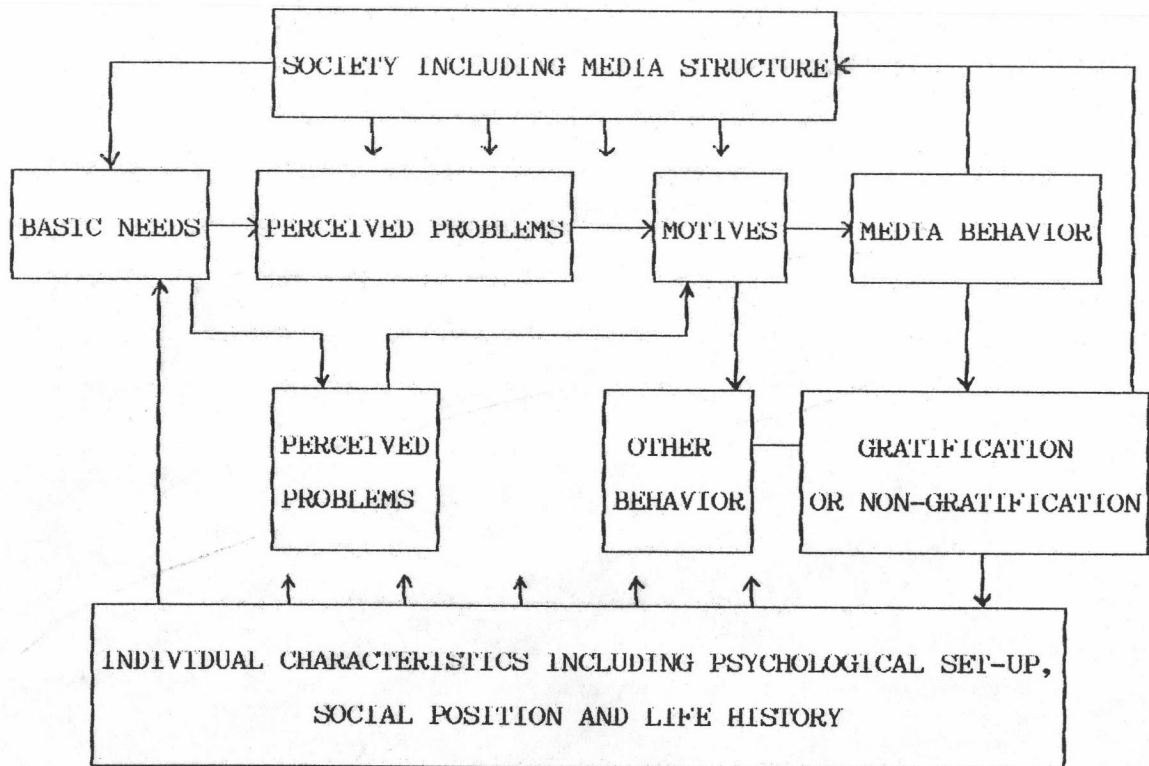 SOCIETY INCLUDING MEDIA STRUCTURE
BASIC NEEDS
PERCEIVED PROBLEMS
MOTIVES
MEDIA BEHAVIOR
PERCEIVED
PROBLEMS
OTHER
BEHAVIOR
GRATIFICATION
OR NON-GRATIFICATION
INDIVIDUAL CHARACTERISTICS INCLUDING PSYCHOLOGICAL SET-UP,
SOCIAL POSITION AND LIFE HISTORY